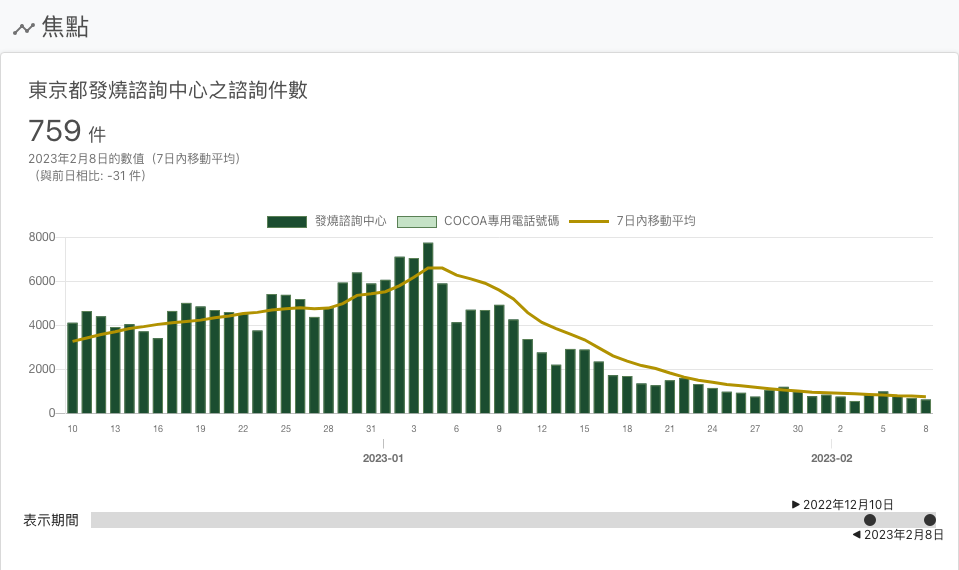 焦點
東京都發燒諮詢中心之諮詢件數
759 件
2023年2月8日的數值（7日內移動平均）
（與前日相比: -31 件）
發燒諮詢中心 COCOA專用電話號碼 7日內移動平均
8000
6000
4000
2000
0
10 13 16 19 22 25 28 31 3 6 9 12 15 18 21 24 27 30 2 5 8
2023-01 2023-02
▶ 2022年12月10日
表示期間
◀ 2023年2月8日